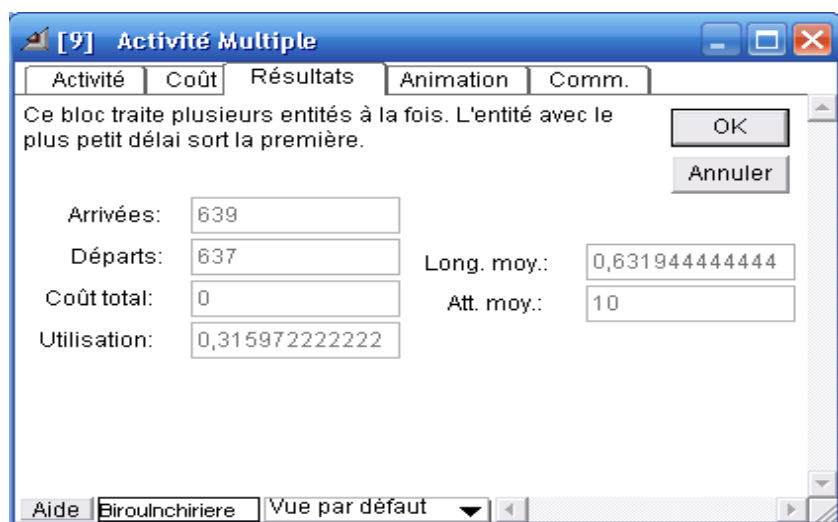 [9] Activité Multiple
Activité Coût Résultats Animation Comm.
Ce bloc traite plusieurs entités à la fois. L'entité avec le
plus petit délai sort la première.
OK
Annuler
Arrivées: 639
Départs: 637
Long. moy.: 0,631944444444
Coût total: 0
Att. moy.: 10
Utilisation: 0,315972222222
Aide BirouInchiriere Vue par défaut